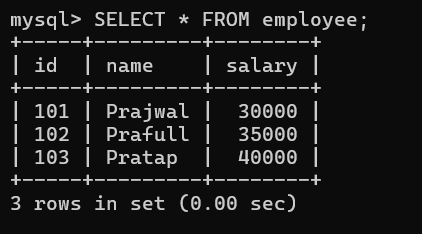 mysql> SELECT * FROM employee;
+-----+---------+--------+
| id  | name    | salary |
+-----+---------+--------+
| 101 | Prajwal |  30000 |
| 102 | Prafull |  35000 |
| 103 | Pratap  |  40000 |
+-----+---------+--------+
3 rows in set (0.00 sec)